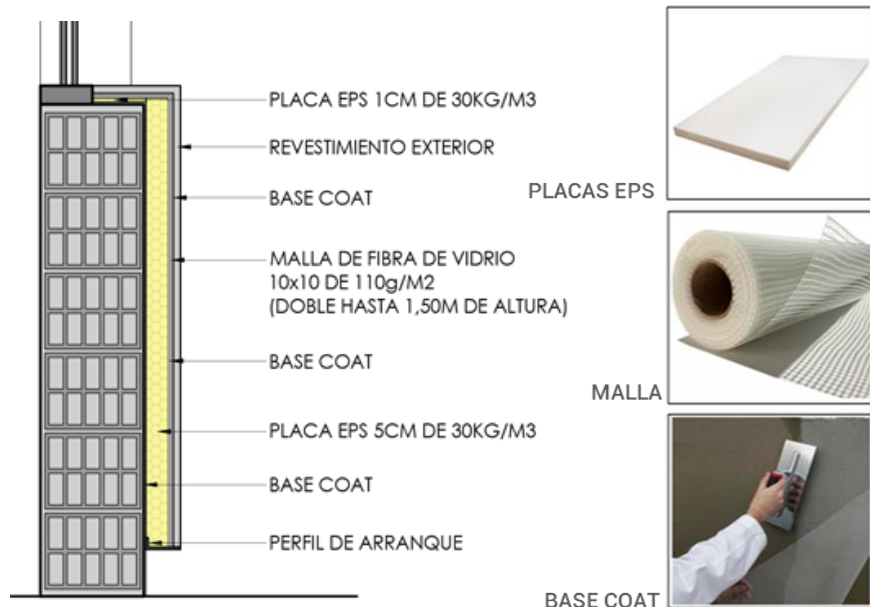 PLACA EPS 1CM DE 30KG/M3
REVESTIMIENTO EXTERIOR
BASE COAT
MALLA DE FIBRA DE VIDRIO
10x10 DE 110g/M2
(DOBLE HASTA 1,50M DE ALTURA)
BASE COAT
PLACA EPS 5CM DE 30KG/M3
BASE COAT
PERFIL DE ARRANQUE
PLACAS EPS
MALLA
BASE COAT